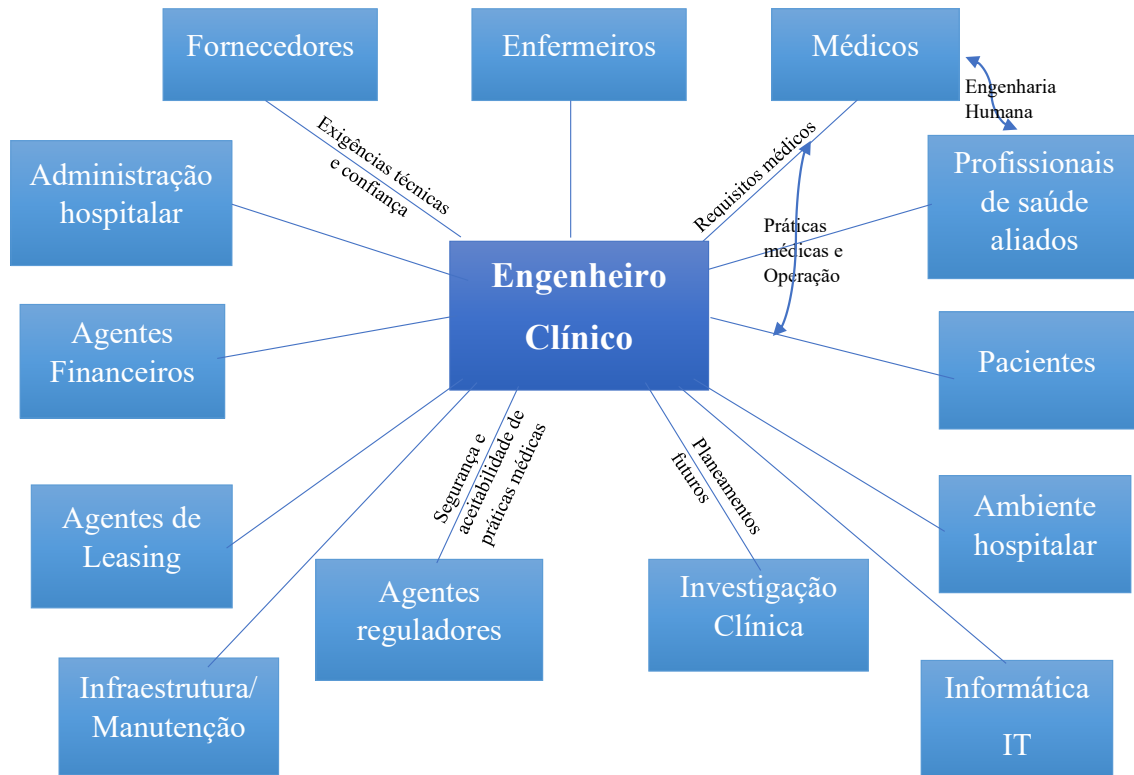 Fornecedores
Enfermeiros
Médicos
Engenharia
Humana
Exigências técnicas
e confiança
Requisitos médicos
Administração
hospitalar
Profissionais
de saúde
aliados
Práticas
médicas e
Operação
Engenheiro
Clínico
Agentes
Financeiros
Pacientes
Segurança e
aceitabilidade de
práticas médicas
Planeamentos
futuros
Agentes de
Leasing
Ambiente
hospitalar
Agentes
reguladores
Investigação
Clínica
Infraestrutura/
Manutenção
Informática
IT